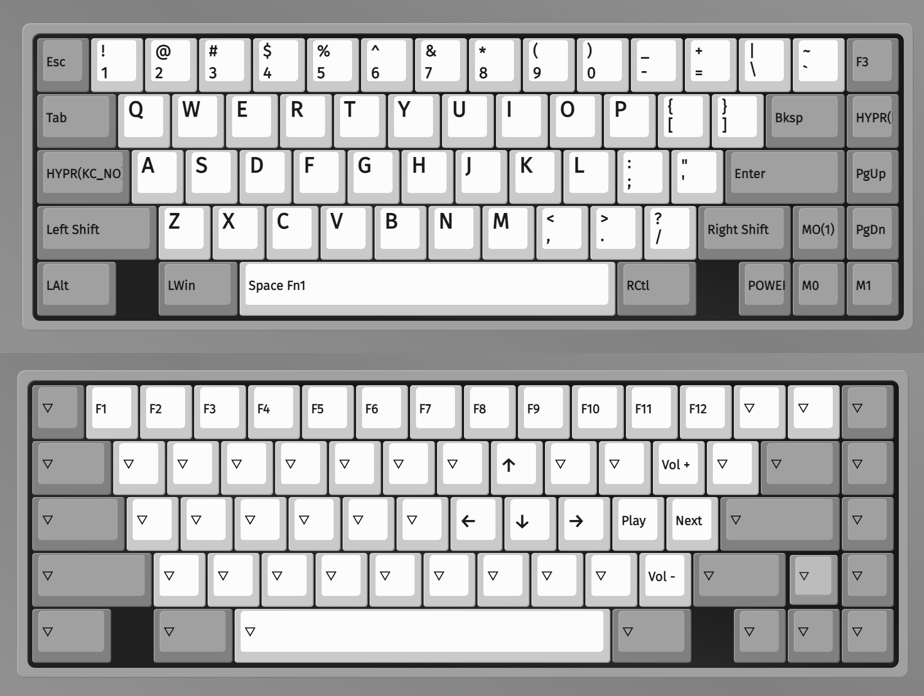 Esc ! @ # $ % ^ & * ( ) _ + | ~ F3
1 2 3 4 5 6 7 8 9 0 - = \ `
Tab Q W E R T Y U I O P { } Bksp HYPR(
[ ]
HYPR(KC_NO A S D F G H J K L : " Enter PgUp
; '
Left Shift Z X C V B N M < > ? Right Shift MO(1) PgDn
, . /
LAlt LWin Space Fn1 RCtl POWER M0 M1
▽ F1 F2 F3 F4 F5 F6 F7 F8 F9 F10 F11 F12 ▽ ▽ ▽
▽ ▽ ▽ ▽ ▽ ▽ ▽ ▽ ↑ ▽ ▽ Vol + ▽ ▽ ▽
▽ ▽ ▽ ▽ ▽ ▽ ▽ ← ↓ → Play Next ▽ ▽
▽ ▽ ▽ ▽ ▽ ▽ ▽ ▽ ▽ ▽ Vol - ▽ ▽ ▽
▽ ▽ ▽ ▽ ▽ ▽ ▽